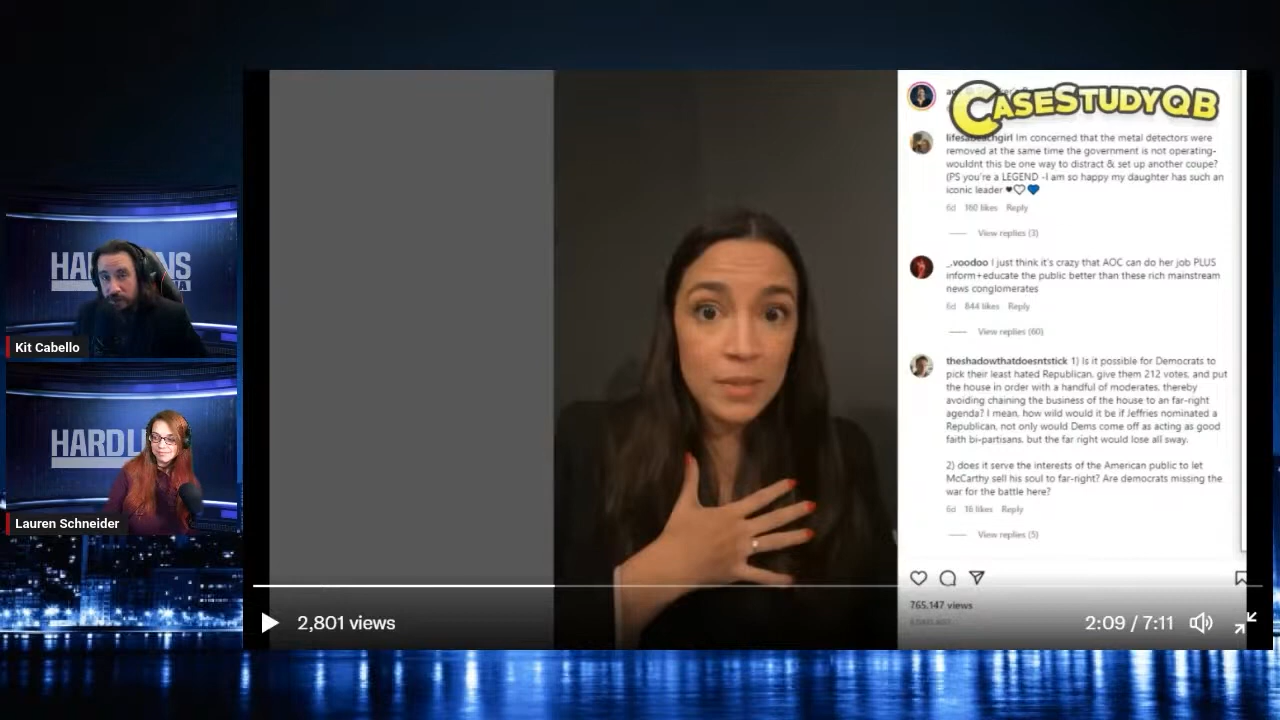 CASESTUDYQB
lifesabeachgirl Im concerned that the metal detectors were
removed at the same time the government is not operating-
wouldnt this be one way to distract & set up another coupe?
(PS you're a LEGEND -I am so happy my daughter has such an
iconic leader
6d 160 likes Reply
View replies (3)
_.voodoo I just think it's crazy that AOC can do her job PLUS
inform+educate the public better than these rich mainstream
news conglomerates
6d 844 likes Reply
View replies (60)
theshadowthatdoesntstick 1) Is it possible for Democrats to
pick their least hated Republican, give them 212 votes, and put
the house in order with a handful of moderates, thereby
avoiding chaining the business of the house to an far-right
agenda? I mean, how wild would it be if Jeffries nominated a
Republican, not only would Dems come off as acting as good
faith bi-partisans, but the far right would lose all sway.
2) does it serve the interests of the American public to let
McCarthy sell his soul to far-right? Are democrats missing the
war for the battle here?
6d 16 likes Reply
View replies (5)
765,147 views
2,801 views
2:09 / 7:11
HA NS
Kit Cabello
HARDL
Lauren Schneider